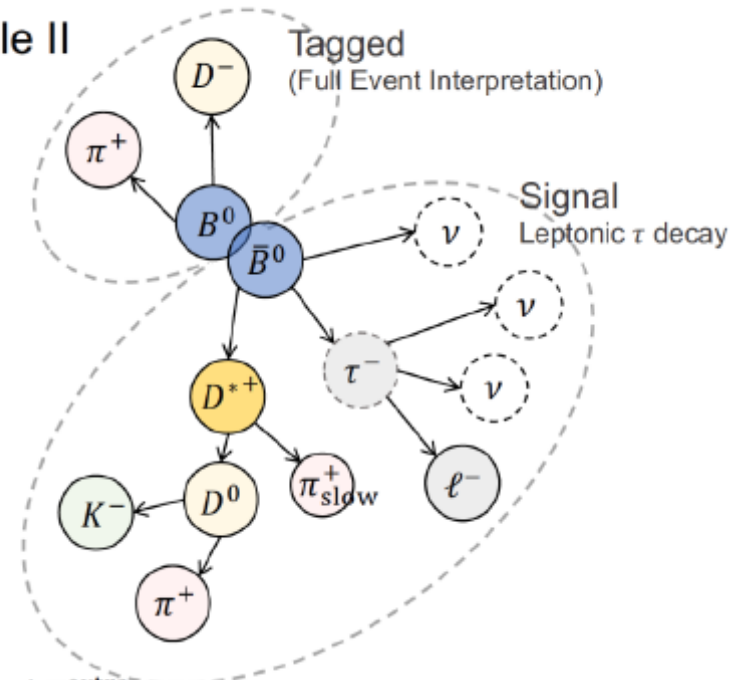 le II
Tagged
(Full Event Interpretation)
D⁻
π⁺
B⁰
B̄⁰
Signal
Leptonic τ decay
ν
ν
τ⁻
ν
D*⁺
π⁺slow
ℓ⁻
K⁻
D⁰
π⁺